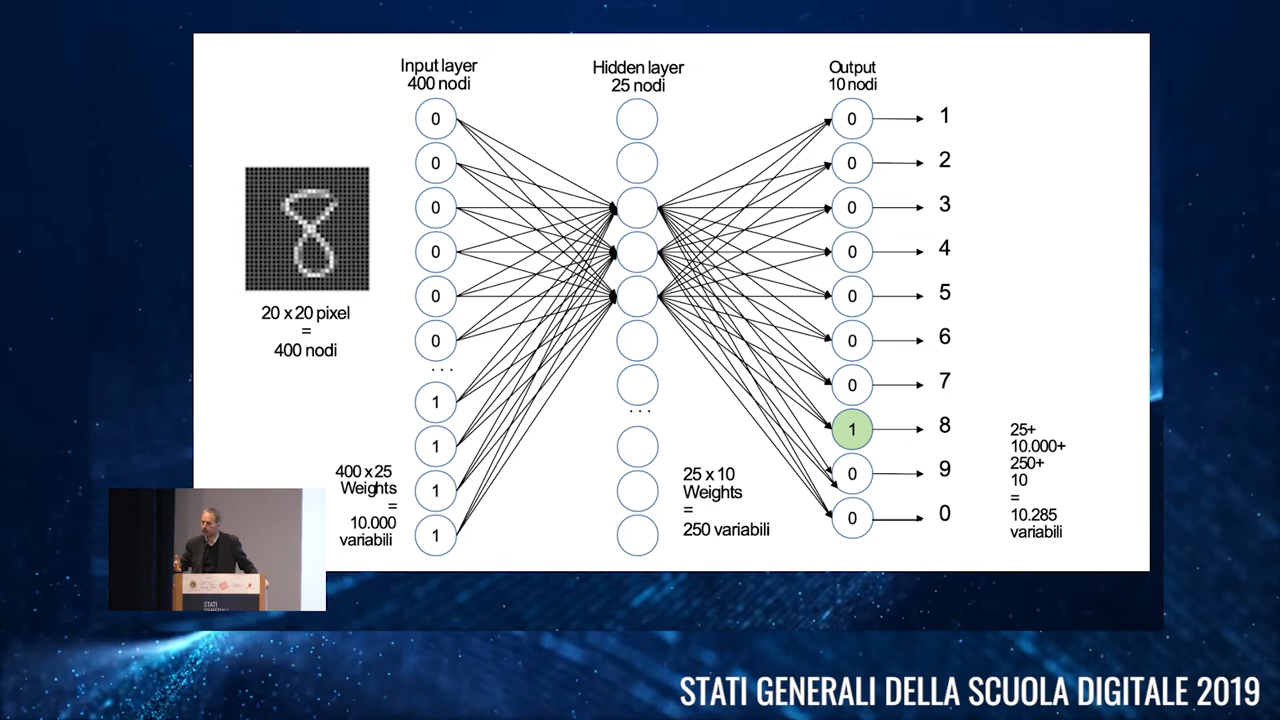 Input layer
400 nodi
Hidden layer
25 nodi
Output
10 nodi
0
0
0
0
0
0
. . .
1
1
1
1
. . .
0
0
0
0
0
0
0
1
0
0
1
2
3
4
5
6
7
8
9
0
20 x 20 pixel
=
400 nodi
400 x 25
Weights
=
10.000
variabili
25 x 10
Weights
=
250 variabili
25+
10.000+
250+
10
=
10.285
variabili
STATI
GENERALI
STATI GENERALI DELLA SCUOLA DIGITALE 2019